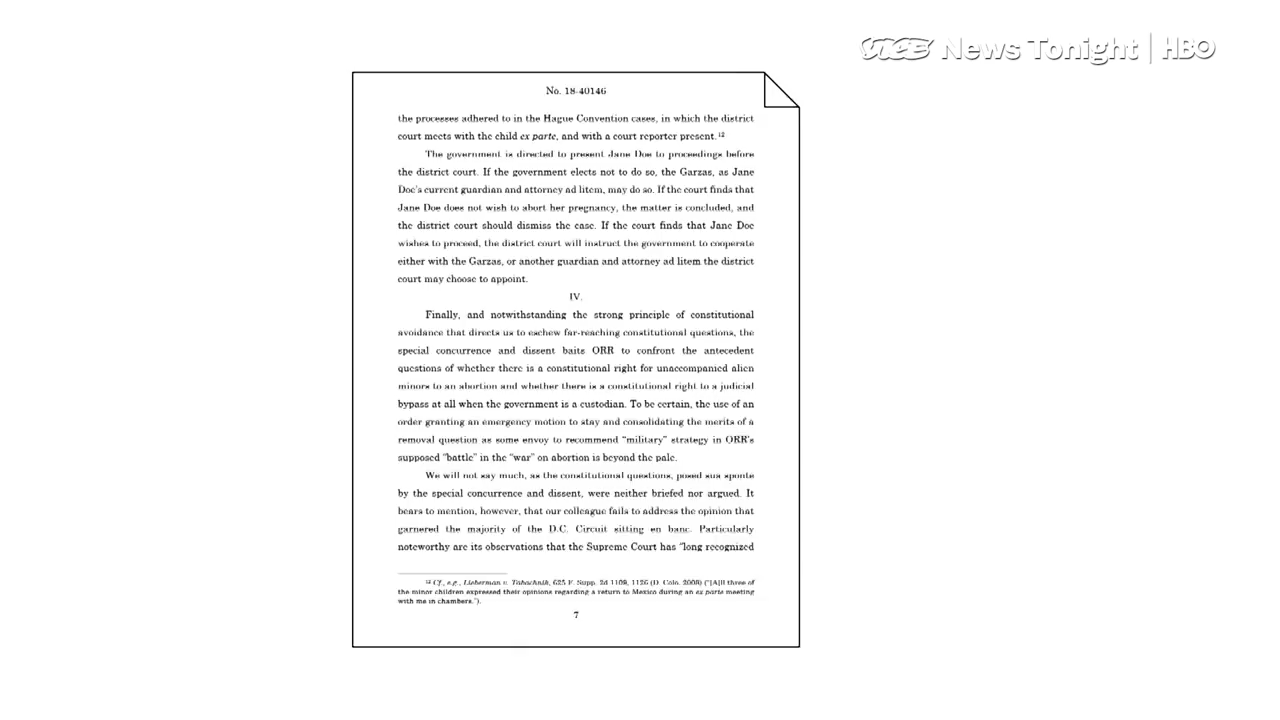 VICE News Tonight | HBO
No. 18-40146
the processes adhered to in the Hague Convention cases, in which the district
court meets with the child ex parte, and with a court reporter present.12
The government is directed to present Jane Doe to proceedings before
the district court. If the government elects not to do so, the Garzas, as Jane
Doe's current guardian and attorney ad litem, may do so. If the court finds that
Jane Doe does not wish to abort her pregnancy, the matter is concluded, and
the district court should dismiss the case. If the court finds that Jane Doe
wishes to proceed, the district court will instruct the government to cooperate
either with the Garzas, or another guardian and attorney ad litem the district
court may choose to appoint.
IV.
Finally, and notwithstanding the strong principle of constitutional
avoidance that directs us to eschew far-reaching constitutional questions, the
special concurrence and dissent baits ORR to confront the antecedent
questions of whether there is a constitutional right for unaccompanied alien
minors to an abortion and whether there is a constitutional right to a judicial
bypass at all when the government is a custodian. To be certain, the use of an
order granting an emergency motion to stay and consolidating the merits of a
removal question as some envoy to recommend “military” strategy in ORR's
supposed “battle” in the “war” on abortion is beyond the pale.
We will not say much, as the constitutional questions, posed sua sponte
by the special concurrence and dissent, were neither briefed nor argued. It
bears to mention, however, that our colleague fails to address the opinion that
garnered the majority of the D.C. Circuit sitting en banc. Particularly
noteworthy are its observations that the Supreme Court has “long recognized
12 Cf., e.g., Lieberman v. Tabachnik, 625 F. Supp. 2d 1109, 1126 (D. Colo. 2008) (“[A]ll three of
the minor children expressed their opinions regarding a return to Mexico during an ex parte meeting
with me in chambers.”).
7